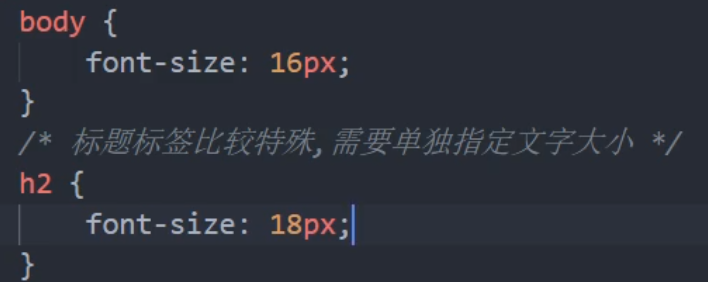 body {
font-size: 16px;
}
/* 标题标签比较特殊,需要单独指定文字大小 */
h2 {
font-size: 18px;
}